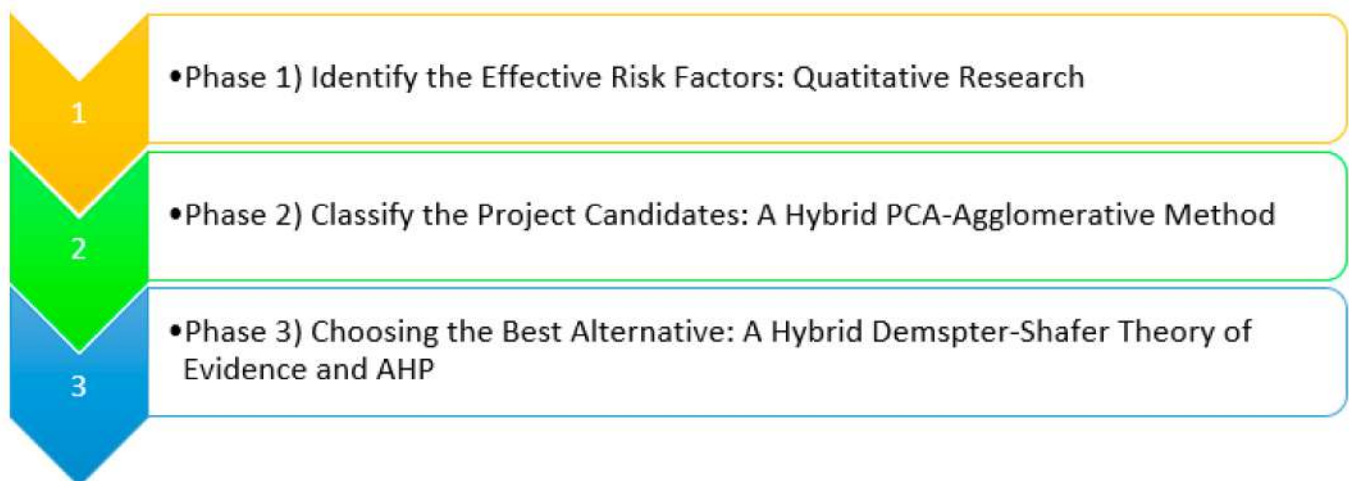 1
•Phase 1) Identify the Effective Risk Factors: Quatitative Research
2
•Phase 2) Classify the Project Candidates: A Hybrid PCA-Agglomerative Method
3
•Phase 3) Choosing the Best Alternative: A Hybrid Demspter-Shafer Theory of
Evidence and AHP